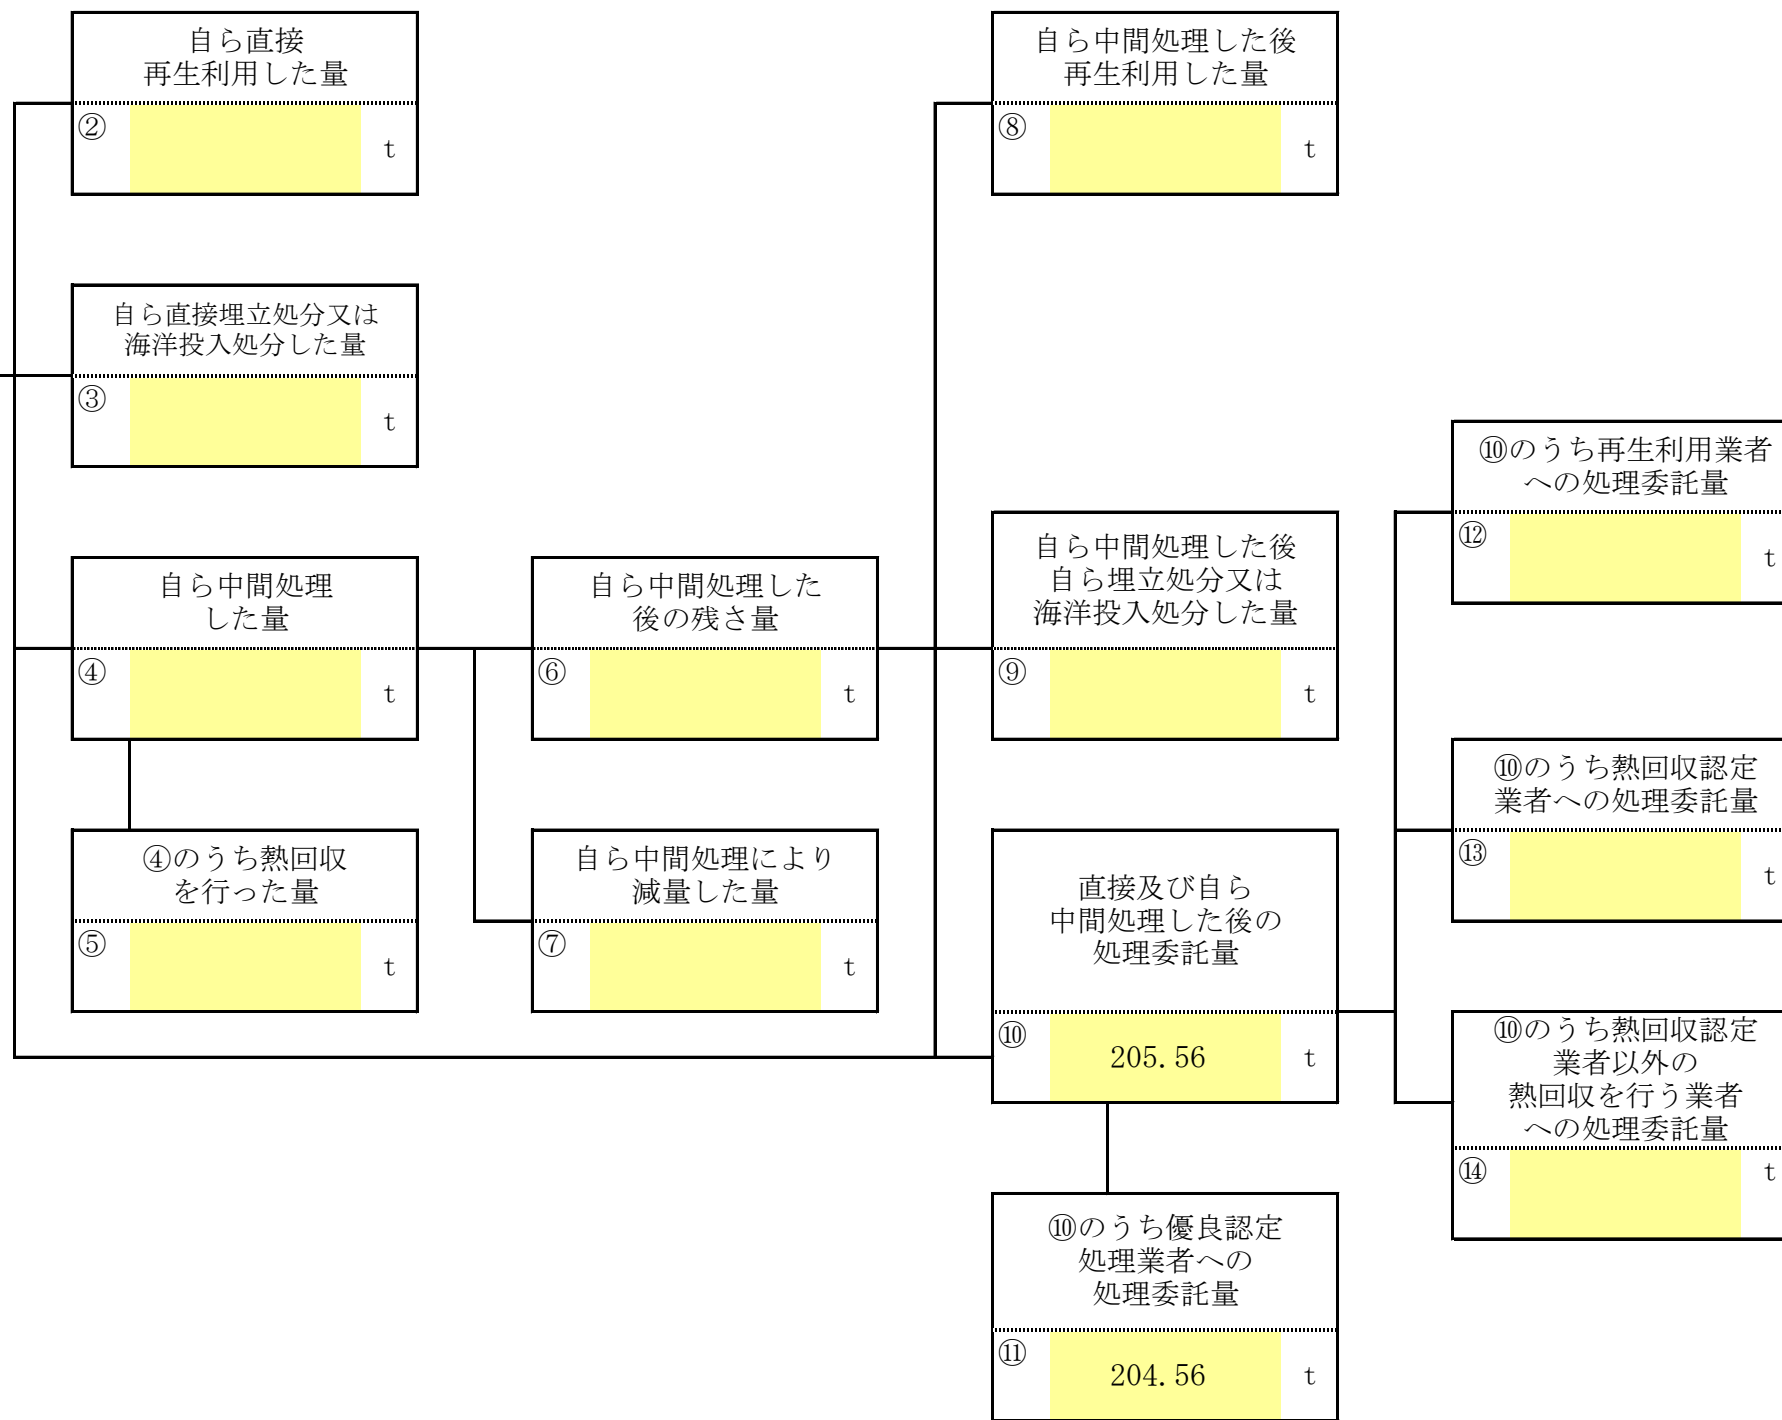 自ら直接
再生利用した量
②
t
自ら中間処理した後
再生利用した量
⑧
t
自ら直接埋立処分又は
海洋投入処分した量
③
t
⑩のうち再生利用業者
への処理委託量
⑫
t
自ら中間処理
した量
④
t
自ら中間処理した
後の残さ量
⑥
t
自ら中間処理した後
自ら埋立処分又は
海洋投入処分した量
⑨
t
⑩のうち熱回収認定
業者への処理委託量
⑬
t
④のうち熱回収
を行った量
⑤
t
自ら中間処理により
減量した量
⑦
t
直接及び自ら
中間処理した後の
処理委託量
⑩ 205.56 t
⑩のうち熱回収認定
業者以外の
熱回収を行う業者
への処理委託量
⑭
t
⑩のうち優良認定
処理業者への
処理委託量
⑪ 204.56 t